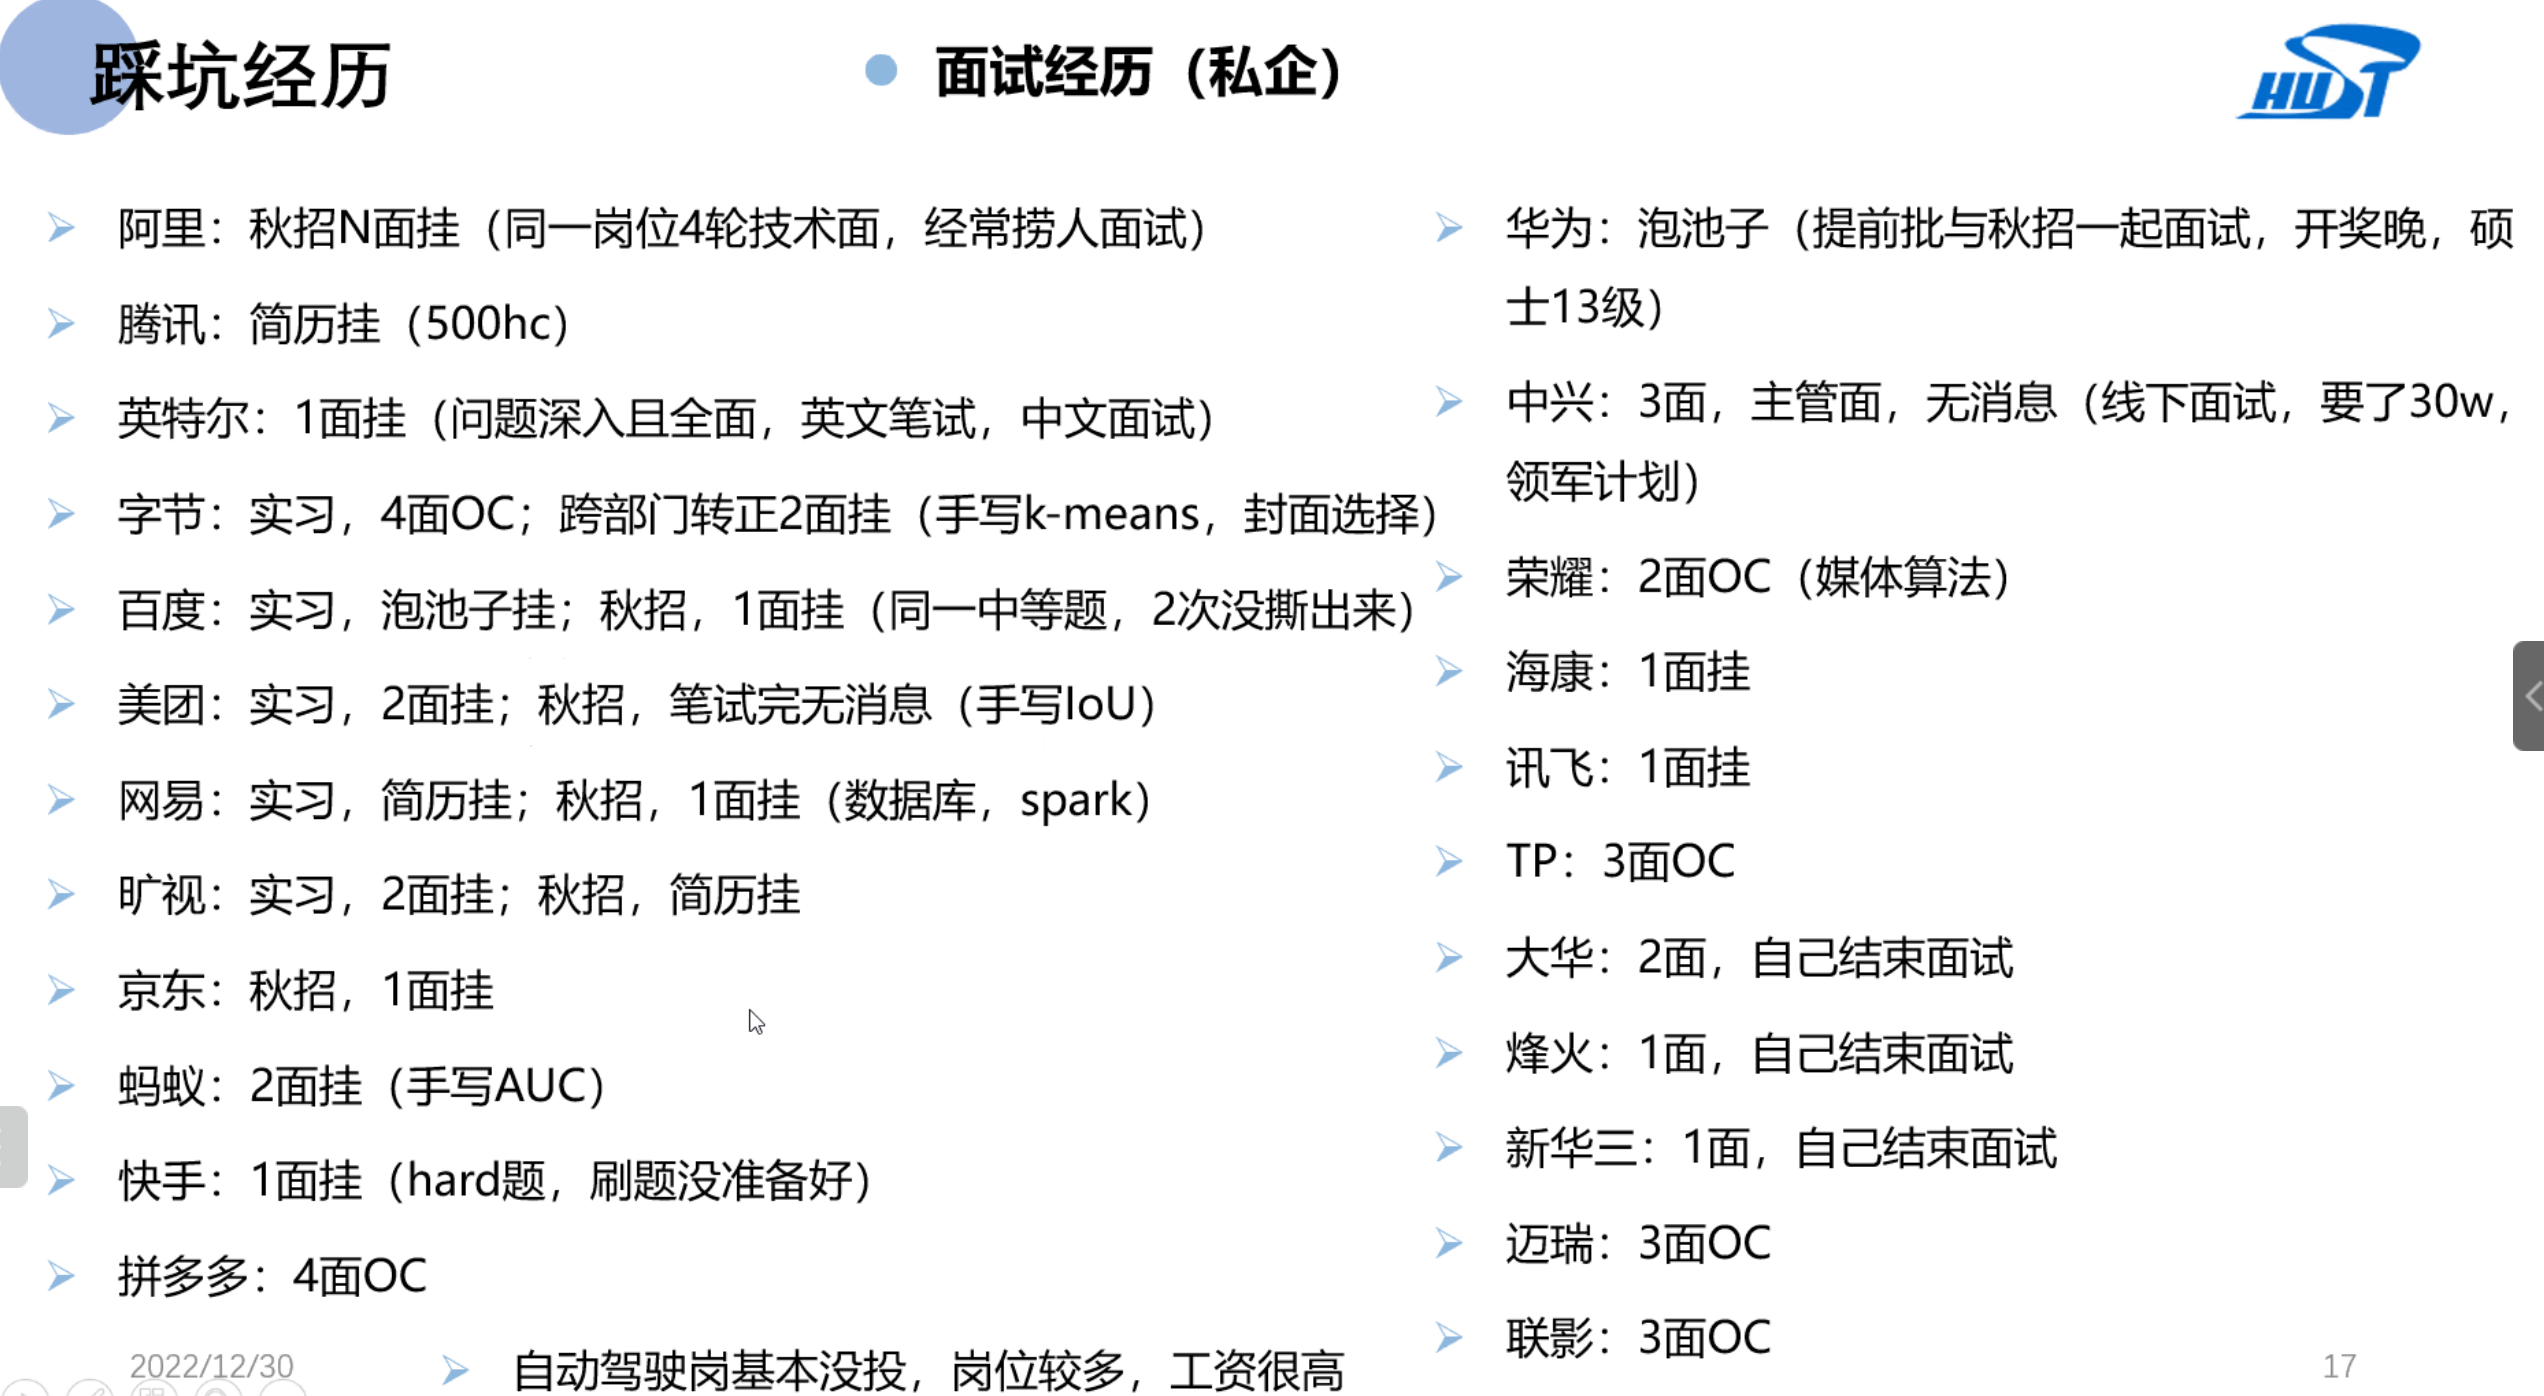 踩坑经历
面试经历（私企）
HUST
阿里：秋招N面挂（同一岗位4轮技术面，经常捞人面试）
腾讯：简历挂（500hc）
英特尔：1面挂（问题深入且全面，英文笔试，中文面试）
字节：实习，4面OC；跨部门转正2面挂（手写k-means，封面选择）
百度：实习，泡池子挂；秋招，1面挂（同一中等题，2次没撕出来）
美团：实习，2面挂；秋招，笔试完无消息（手写IoU）
网易：实习，简历挂；秋招，1面挂（数据库，spark）
旷视：实习，2面挂；秋招，简历挂
京东：秋招，1面挂
蚂蚁：2面挂（手写AUC）
快手：1面挂（hard题，刷题没准备好）
拼多多：4面OC
华为：泡池子（提前批与秋招一起面试，开奖晚，硕
士13级）
中兴：3面，主管面，无消息（线下面试，要了30w，
领军计划）
荣耀：2面OC（媒体算法）
海康：1面挂
讯飞：1面挂
TP：3面OC
大华：2面，自己结束面试
烽火：1面，自己结束面试
新华三：1面，自己结束面试
迈瑞：3面OC
联影：3面OC
自动驾驶岗基本没投，岗位较多，工资很高
2022/12/30
17